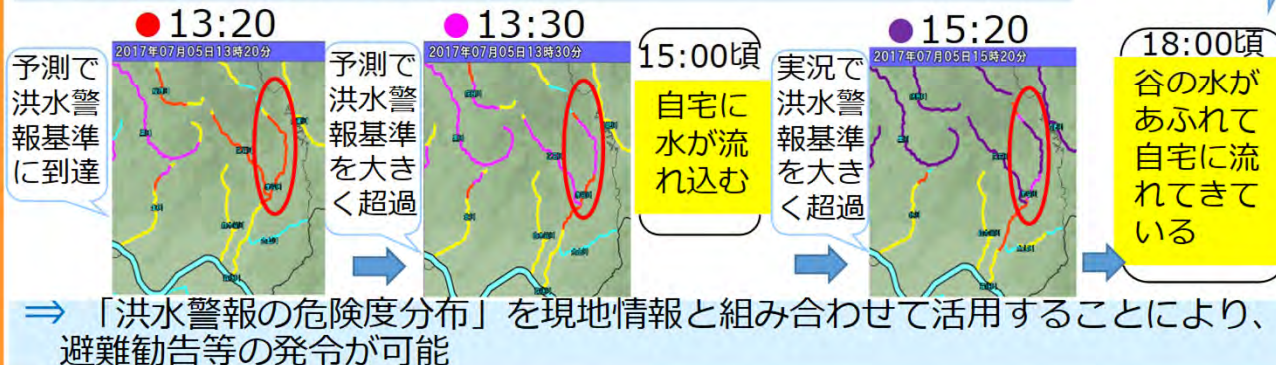 ●13:20
2017年07月05日13時20分
予測で
洪水警
報基準
に到達
●13:30
2017年07月05日13時30分
予測で
洪水警
報基準
を大き
く超過
15:00頃
自宅に
水が流
れ込む
●15:20
2017年07月05日15時20分
実況で
洪水警
報基準
を大き
く超過
18:00頃
谷の水が
あふれて
自宅に流
れてきて
いる
⇒ 「洪水警報の危険度分布」を現地情報と組み合わせて活用することにより、
避難勧告等の発令が可能